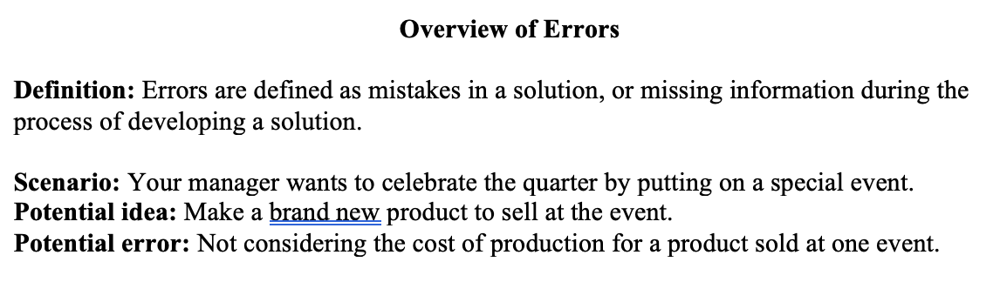 Overview of Errors
Definition: Errors are defined as mistakes in a solution, or missing information during the
process of developing a solution.
Scenario: Your manager wants to celebrate the quarter by putting on a special event.
Potential idea: Make a brand new product to sell at the event.
Potential error: Not considering the cost of production for a product sold at one event.